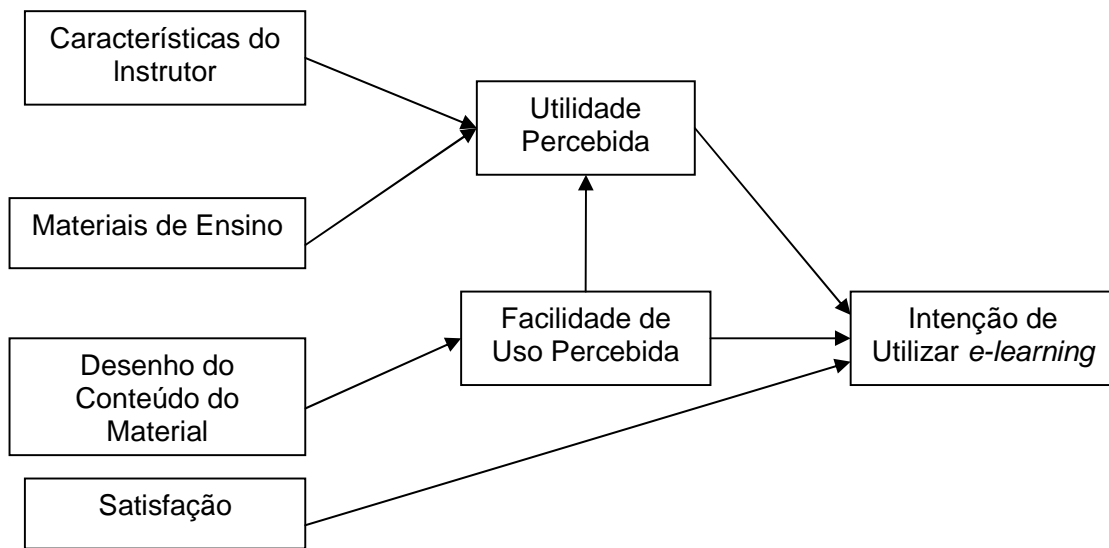 Características do
Instrutor
Utilidade
Percebida
Materiais de Ensino
Facilidade de
Uso Percebida
Intenção de
Utilizar e-learning
Desenho do
Conteúdo do
Material
Satisfação